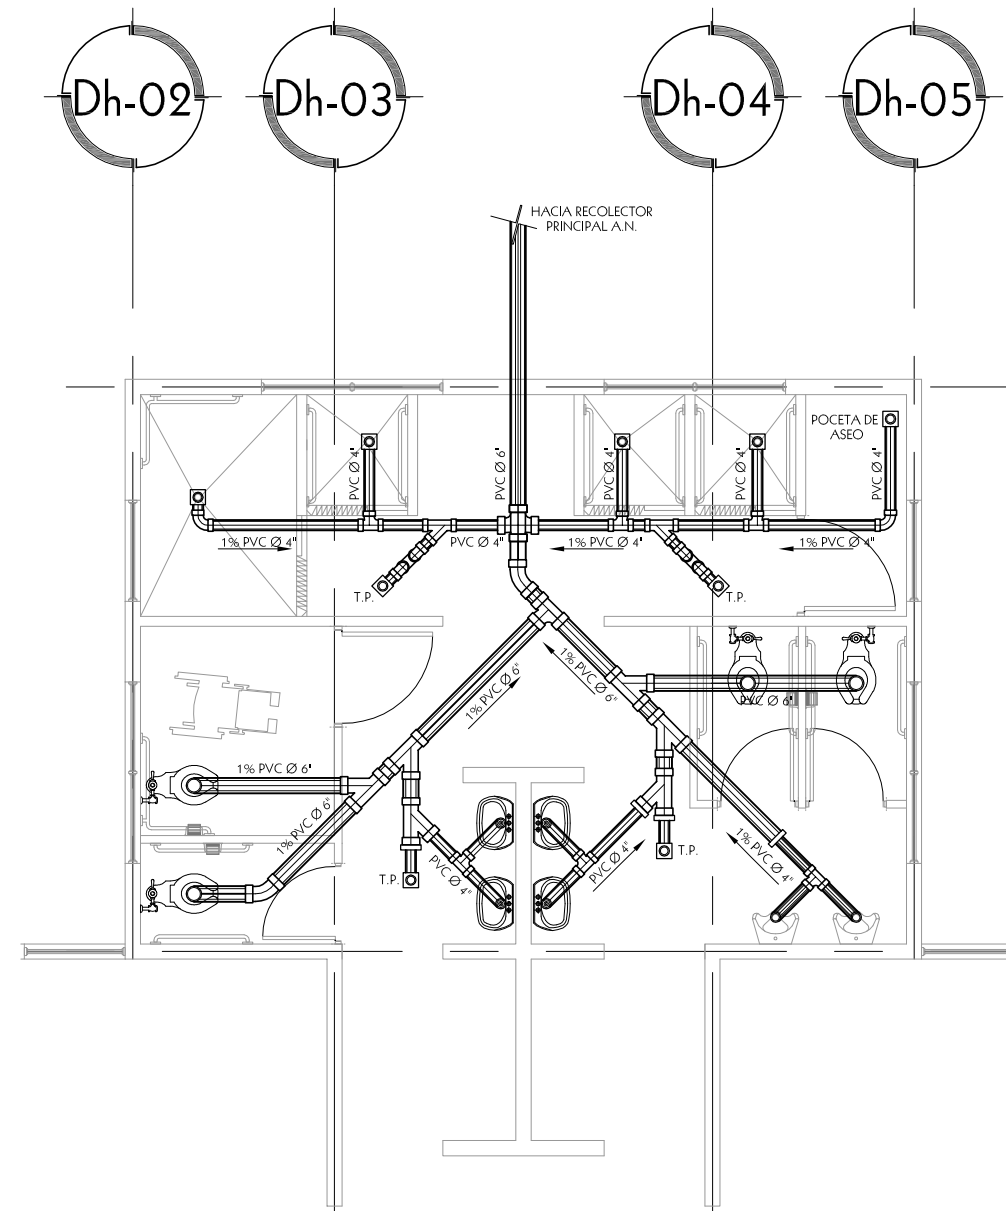 Dh-02
Dh-03
Dh-04
Dh-05
HACIA RECOLECTOR
PRINCIPAL A.N.
POCETA DE
ASEO
PVC Ø 4"
PVC Ø 6"
PVC Ø 4"
PVC Ø 4"
PVC Ø 4"
1% PVC Ø 4"
PVC Ø 4"
1% PVC Ø 4"
1% PVC Ø 4"
T.P.
T.P.
1% PVC Ø 6"
1% PVC Ø 6"
PVC Ø 6"
1% PVC Ø 6"
1% PVC Ø 6"
T.P.
PVC Ø 4"
PVC Ø 4"
T.P.
1% PVC Ø 4"